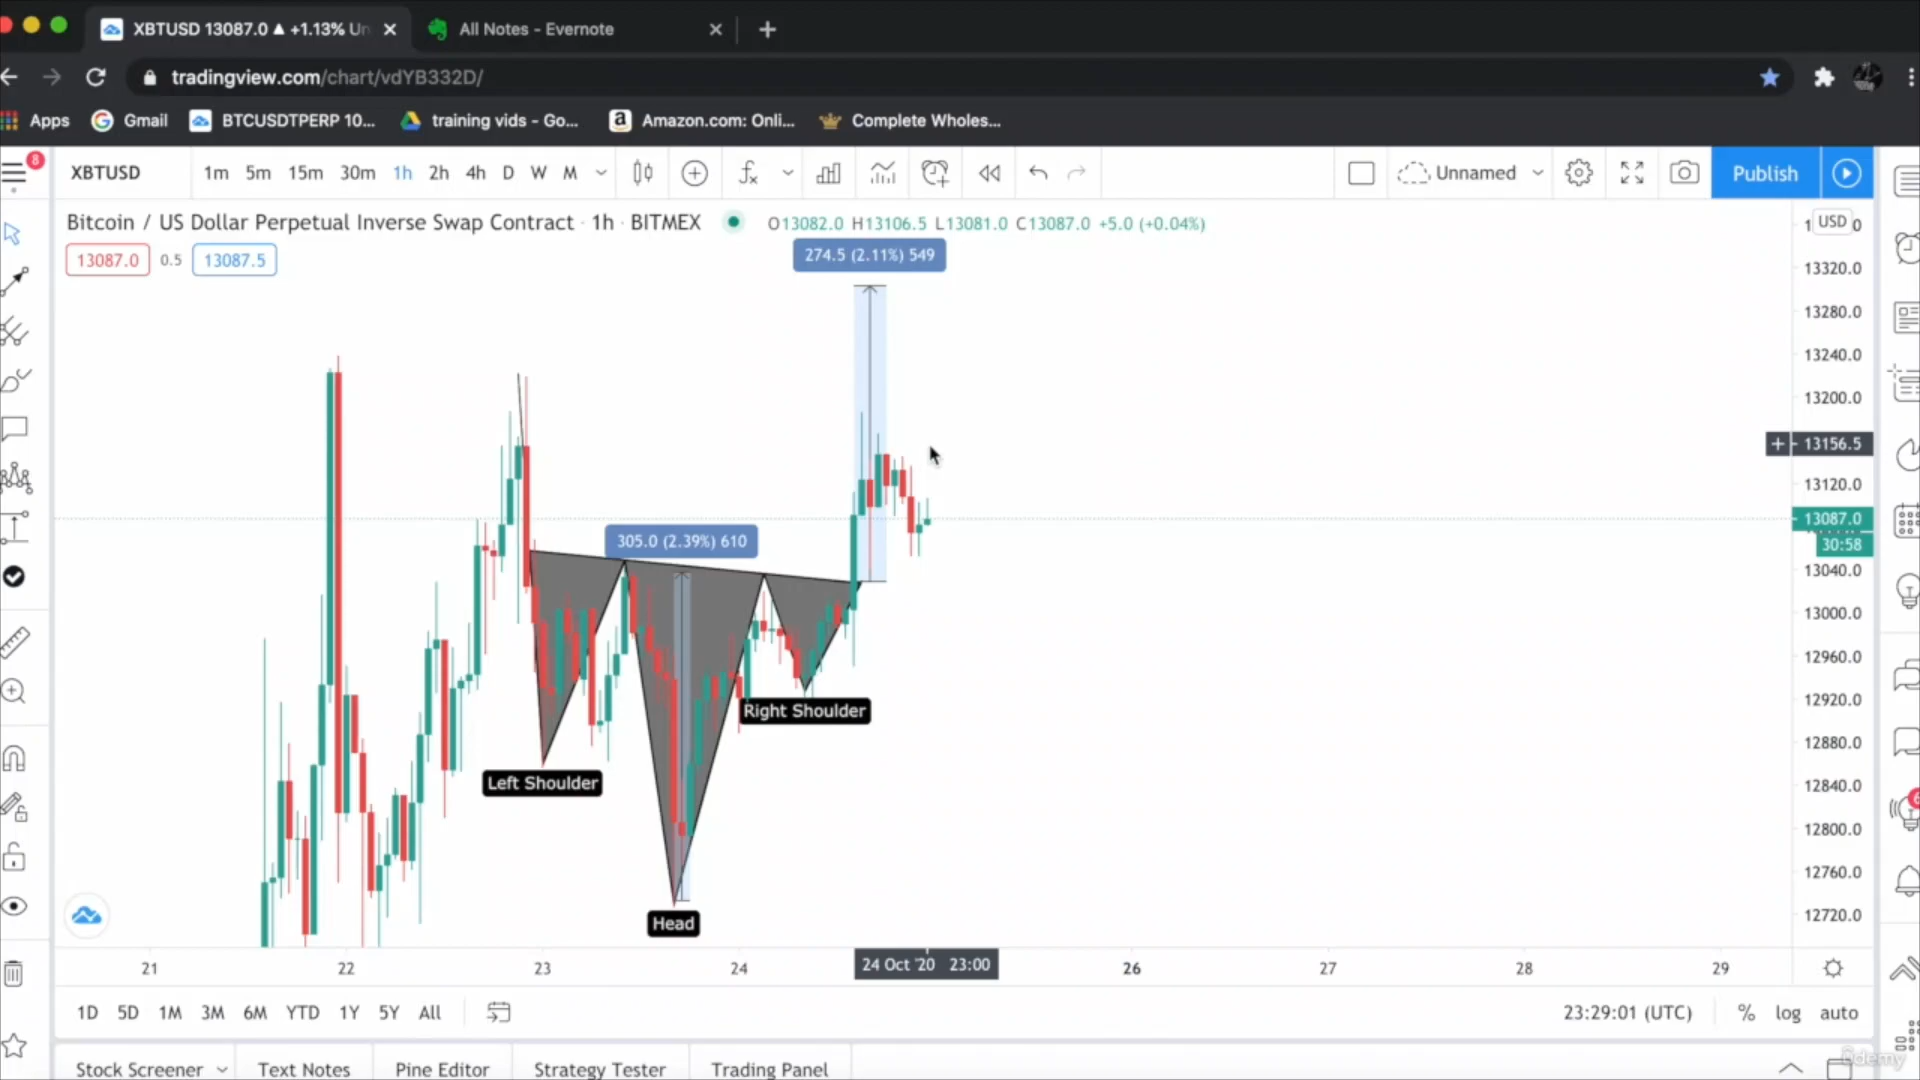 XBTUSD 13087.0 ▲ +1.13% Un
All Notes - Evernote
tradingview.com/chart/vdYB332D/
Apps
Gmail
BTCUSDTPERP 10...
training vids - Go...
Amazon.com: Onli...
Complete Wholes...
8
XBTUSD
1m 5m 15m 30m 1h 2h 4h D W M
Unnamed
Publish
Bitcoin / US Dollar Perpetual Inverse Swap Contract · 1h · BITMEX
O13082.0 H13106.5 L13081.0 C13087.0 +5.0 (+0.04%)
USD
13087.0 0.5 13087.5
274.5 (2.11%) 549
13320.0
13280.0
13240.0
13200.0
13156.5
13120.0
13087.0
30:58
13040.0
13000.0
12960.0
12920.0
12880.0
12840.0
12800.0
12760.0
12720.0
305.0 (2.39%) 610
Right Shoulder
Left Shoulder
Head
21 22 23 24 24 Oct '20 23:00 26 27 28 29
1D 5D 1M 3M 6M YTD 1Y 5Y All
23:29:01 (UTC) % log auto
Stock Screener
Text Notes
Pine Editor
Strategy Tester
Trading Panel
ûdemy